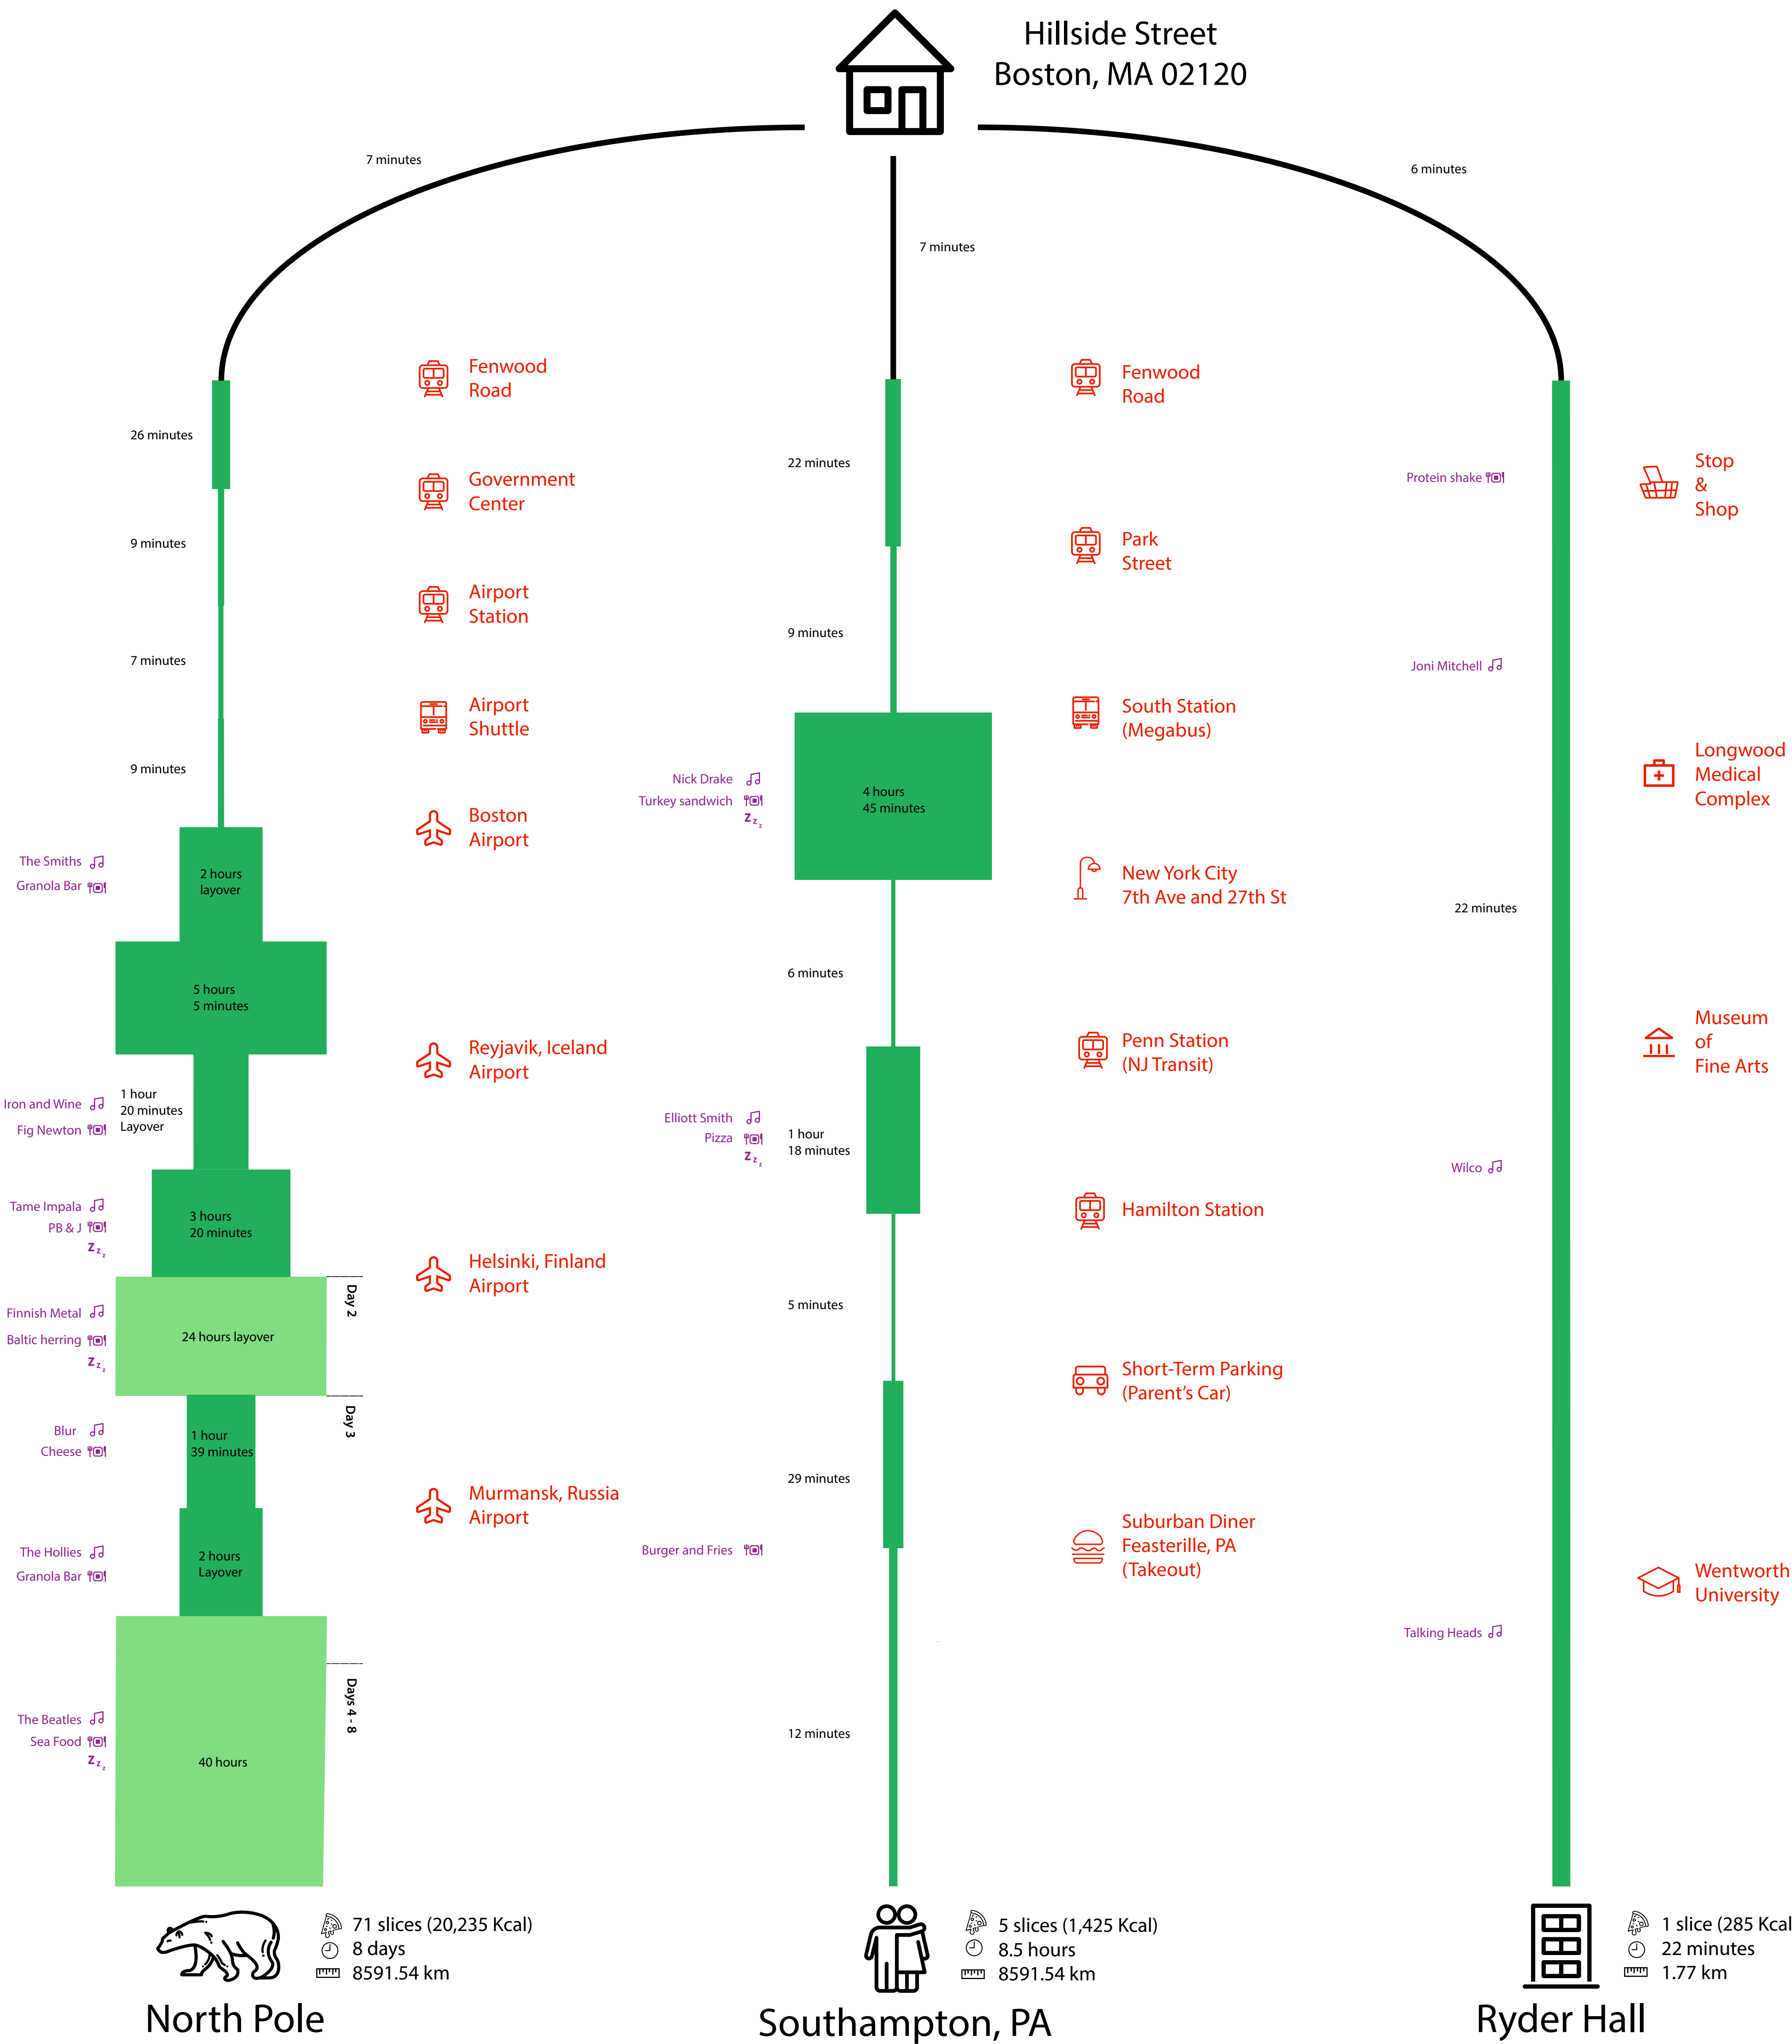 Hillside Street
Boston, MA 02120
7 minutes
6 minutes
7 minutes
Fenwood
Road
26 minutes
Government
Center
9 minutes
Airport
Station
7 minutes
Airport
Shuttle
9 minutes
Boston
Airport
The Smiths
Granola Bar
2 hours
layover
5 hours
5 minutes
Reyjavik, Iceland
Airport
Iron and Wine
Fig Newton
1 hour
20 minutes
Layover
Tame Impala
PB & J
Zzz
3 hours
20 minutes
Helsinki, Finland
Airport
Day 2
Finnish Metal
Baltic herring
Zzz
24 hours layover
Day 3
Blur
Cheese
1 hour
39 minutes
Murmansk, Russia
Airport
The Hollies
Granola Bar
2 hours
Layover
Days 4 - 8
The Beatles
Sea Food
Zzz
40 hours
71 slices (20,235 Kcal)
8 days
8591.54 km
North Pole
Fenwood
Road
22 minutes
Park
Street
9 minutes
South Station
(Megabus)
Nick Drake
Turkey sandwich
Zzz
4 hours
45 minutes
New York City
7th Ave and 27th St
6 minutes
Penn Station
(NJ Transit)
Elliott Smith
Pizza
Zzz
1 hour
18 minutes
Hamilton Station
5 minutes
Short-Term Parking
(Parent's Car)
29 minutes
Suburban Diner
Feasterille, PA
(Takeout)
Burger and Fries
12 minutes
5 slices (1,425 Kcal)
8.5 hours
8591.54 km
Southampton, PA
Protein shake
Stop
&
Shop
Joni Mitchell
Longwood
Medical
Complex
22 minutes
Museum
of
Fine Arts
Wilco
Wentworth
University
Talking Heads
1 slice (285 Kcal
22 minutes
1.77 km
Ryder Hall